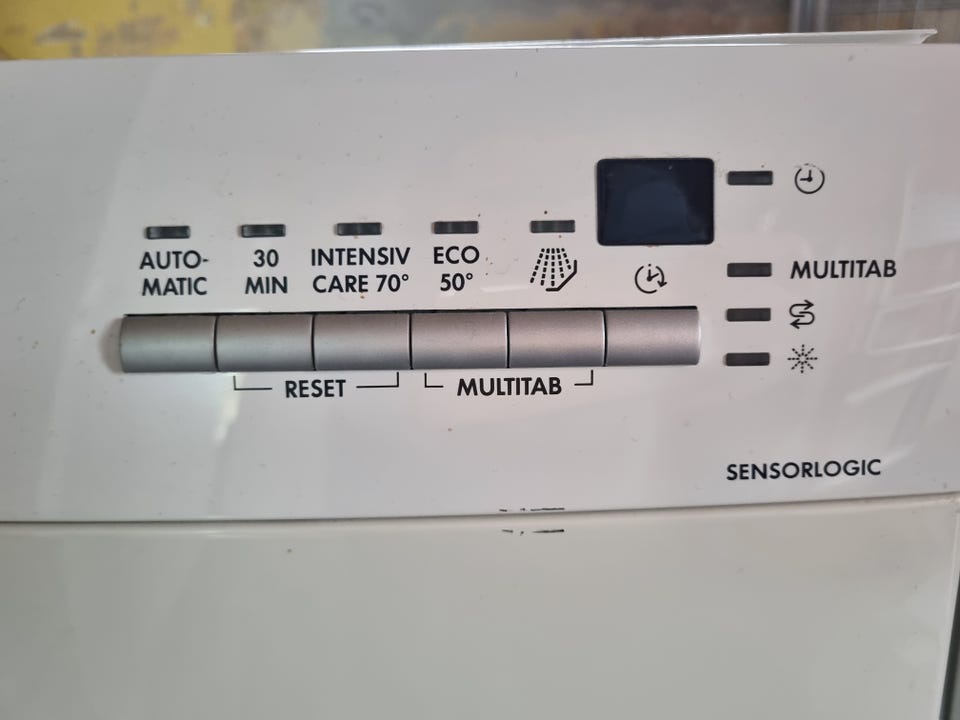 AUTO-
MATIC
30
MIN
INTENSIV
CARE 70°
ECO
50°
MULTITAB
RESET
MULTITAB
SENSORLOGIC